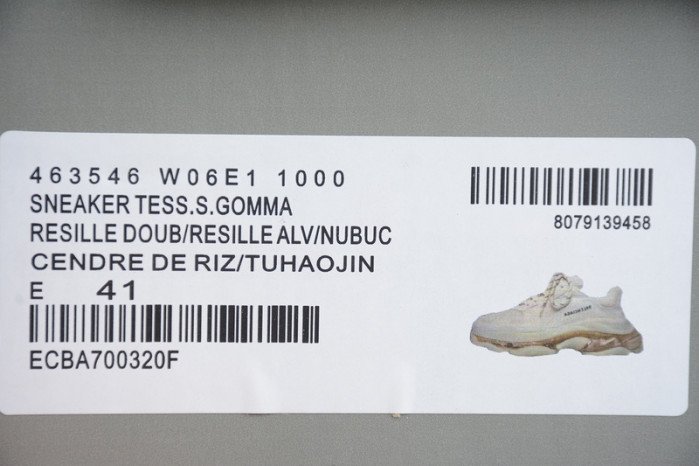 463546 W06E1 1000
SNEAKER TESS.S.GOMMA
RESILLE DOUB/RESILLE ALV/NUBUC
CENDRE DE RIZ/TUHAOJIN
E 41
ECBA700320F
8079139458